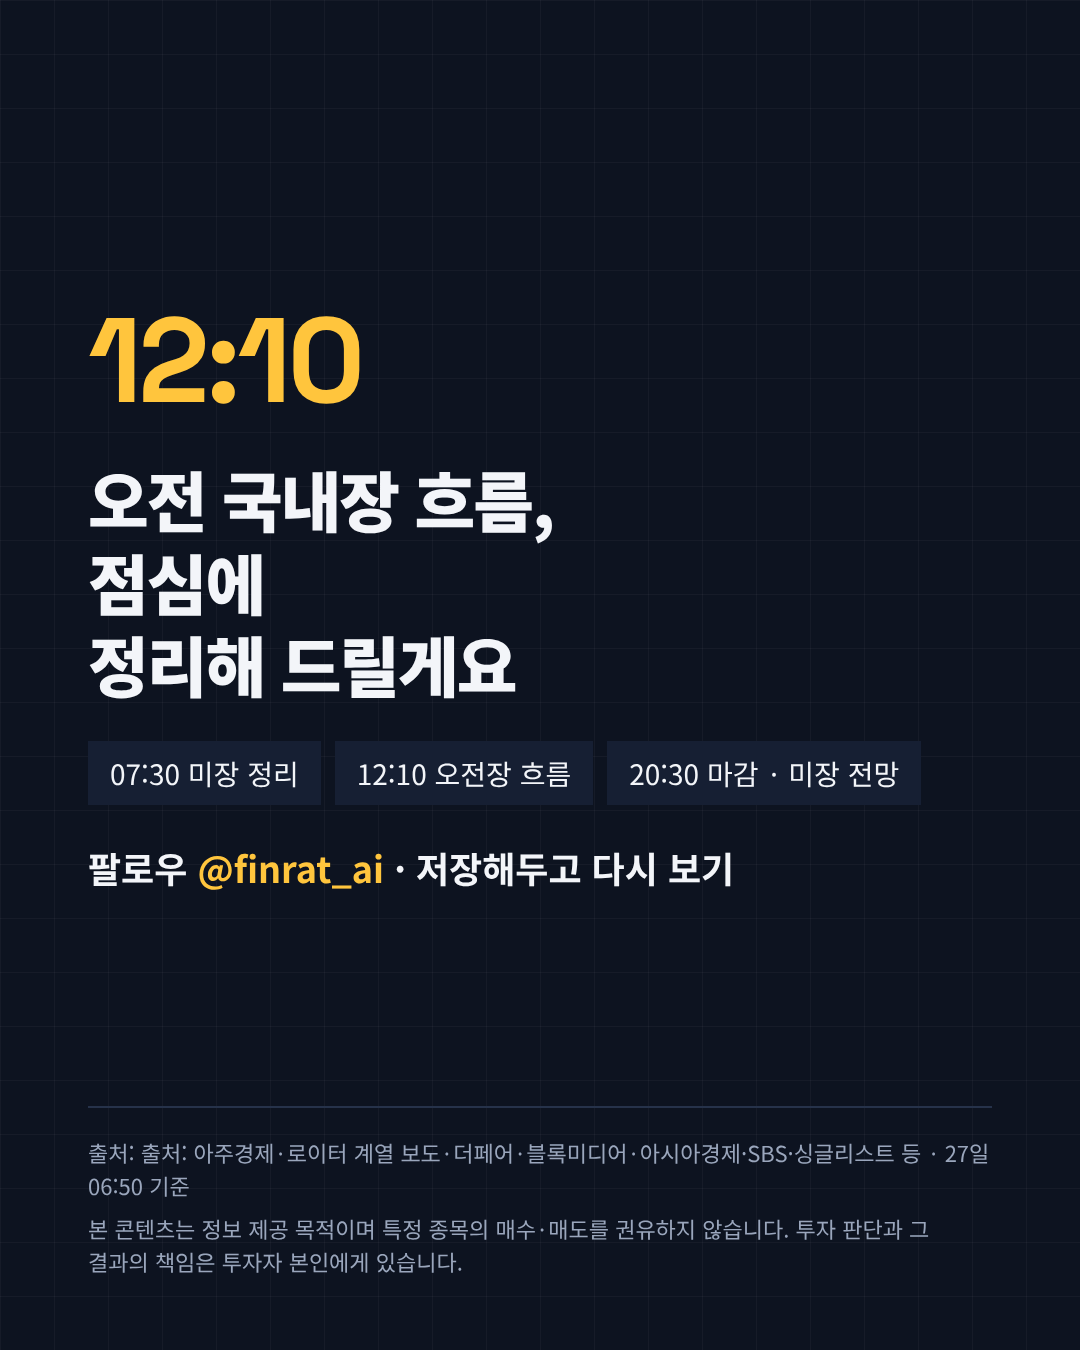 12:10
오전 국내장 흐름,
점심에
정리해 드릴게요
07:30 미장 정리
12:10 오전장 흐름
20:30 마감 · 미장 전망
팔로우 @finrat_ai · 저장해두고 다시 보기
출처: 출처: 아주경제·로이터 계열 보도·더페어·블록미디어·아시아경제·SBS·싱글리스트 등 · 27일
06:50 기준
본 콘텐츠는 정보 제공 목적이며 특정 종목의 매수·매도를 권유하지 않습니다. 투자 판단과 그
결과의 책임은 투자자 본인에게 있습니다.